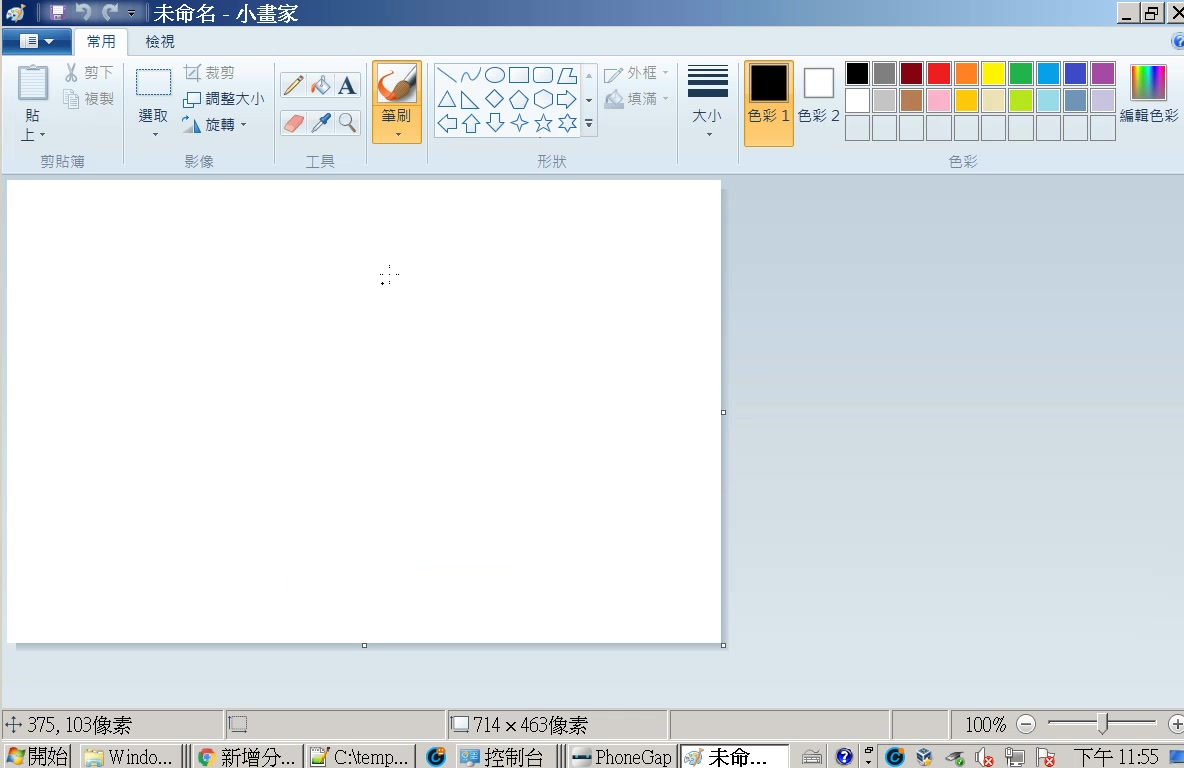 未命名 - 小畫家
常用 檢視
貼上
剪下
複製
剪貼簿
選取
裁剪
調整大小
旋轉
影像
A
工具
筆刷
外框
填滿
形狀
大小
色彩 1
色彩 2
編輯色彩
色彩
375, 103像素
714 × 463像素
100%
開始
Windo...
新增分...
C:\temp...
控制台
PhoneGap
未命...
下午 11:55